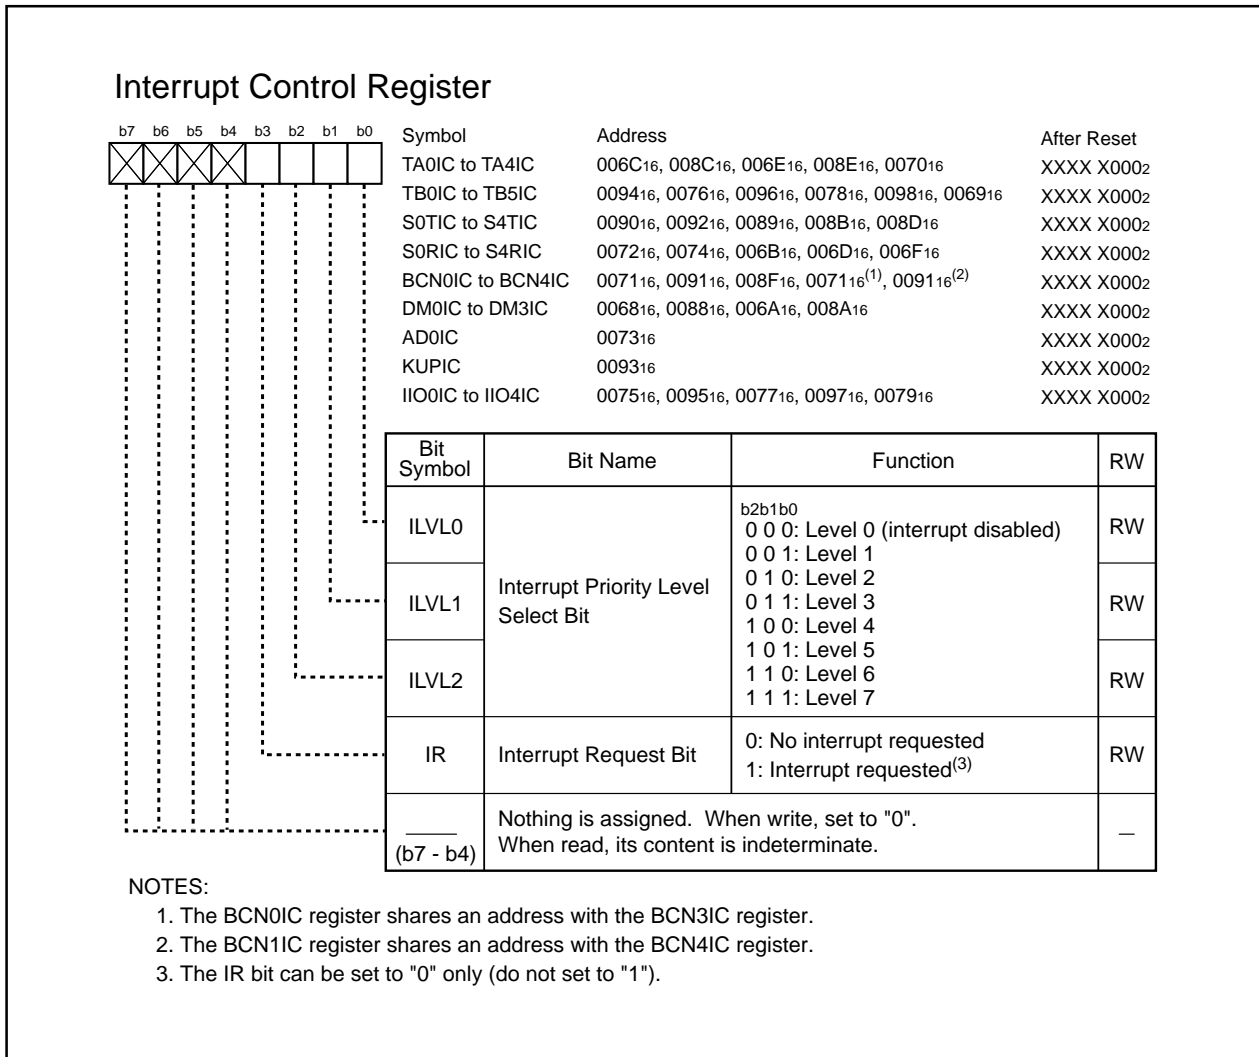 Interrupt Control Register
b7 b6 b5 b4 b3 b2 b1 b0
Symbol Address After Reset
TA0IC to TA4IC 006C16, 008C16, 006E16, 008E16, 007016 XXXX X0002
TB0IC to TB5IC 009416, 007616, 009616, 007816, 009816, 006916 XXXX X0002
S0TIC to S4TIC 009016, 009216, 008916, 008B16, 008D16 XXXX X0002
S0RIC to S4RIC 007216, 007416, 006B16, 006D16, 006F16 XXXX X0002
BCN0IC to BCN4IC 007116, 009116, 008F16, 007116(1), 009116(2) XXXX X0002
DM0IC to DM3IC 006816, 008816, 006A16, 008A16 XXXX X0002
AD0IC 007316 XXXX X0002
KUPIC 009316 XXXX X0002
IIO0IC to IIO4IC 007516, 009516, 007716, 009716, 007916 XXXX X0002
Bit Symbol Bit Name Function RW
ILVL0 RW
ILVL1 RW
ILVL2 RW
Interrupt Priority Level
Select Bit
b2b1b0
0 0 0: Level 0 (interrupt disabled)
0 0 1: Level 1
0 1 0: Level 2
0 1 1: Level 3
1 0 0: Level 4
1 0 1: Level 5
1 1 0: Level 6
1 1 1: Level 7
IR Interrupt Request Bit RW
0: No interrupt requested
1: Interrupt requested(3)
(b7 - b4)
Nothing is assigned. When write, set to "0".
When read, its content is indeterminate.
—
NOTES:
1. The BCN0IC register shares an address with the BCN3IC register.
2. The BCN1IC register shares an address with the BCN4IC register.
3. The IR bit can be set to "0" only (do not set to "1").